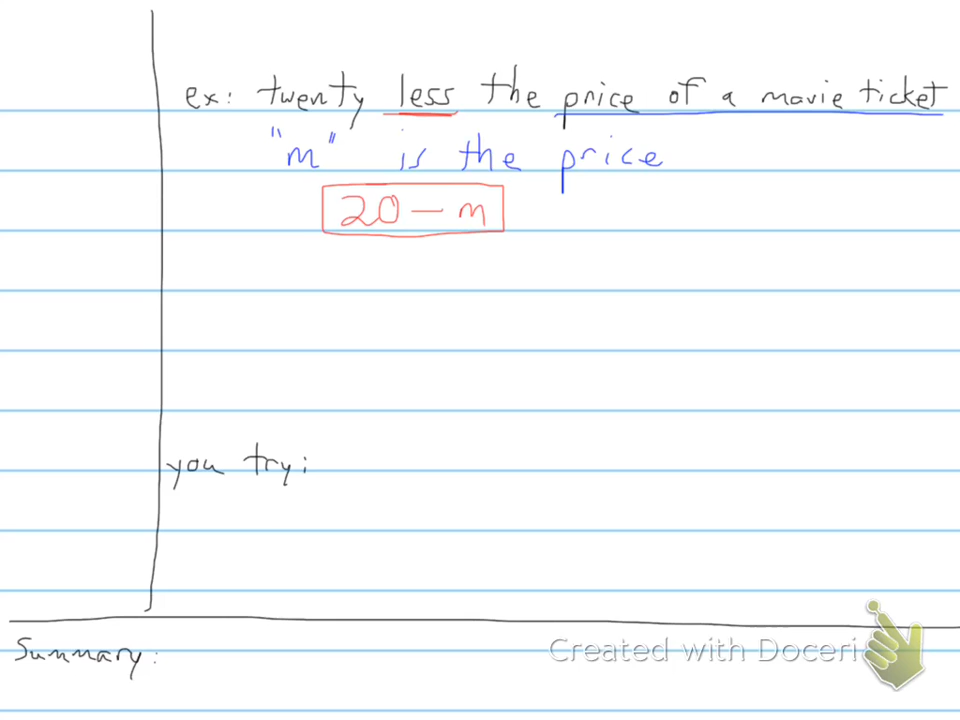 ex: twenty less the price of a movie ticket
"m" is the price
20 - m
you try:
Summary:
Created with Doceri